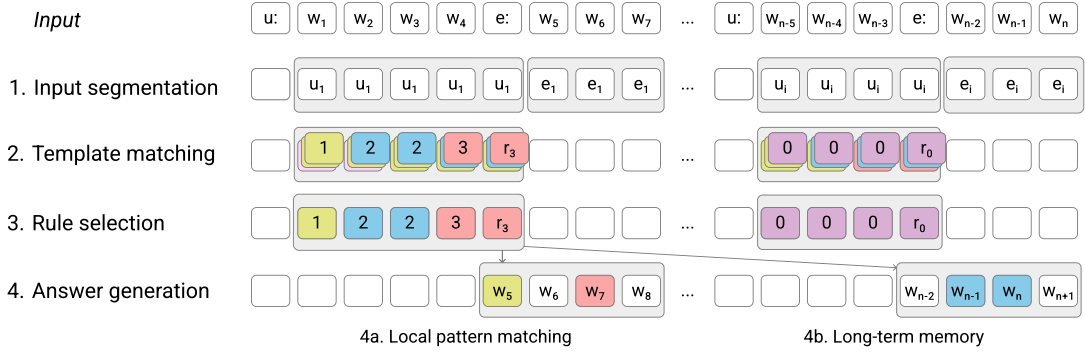 Input u: w1 w2 w3 w4 e: w5 w6 w7 ... u: wn-5 wn-4 wn-3 e: wn-2 wn-1 wn
1. Input segmentation u1 u1 u1 u1 u1 e1 e1 e1 ... ui ui ui ui ei ei ei
2. Template matching 1 2 2 3 r3 ... 0 0 0 r0
3. Rule selection 1 2 2 3 r3 ... 0 0 0 r0
4. Answer generation w5 w6 w7 w8 ... wn-2 wn-1 wn wn+1
4a. Local pattern matching 4b. Long-term memory